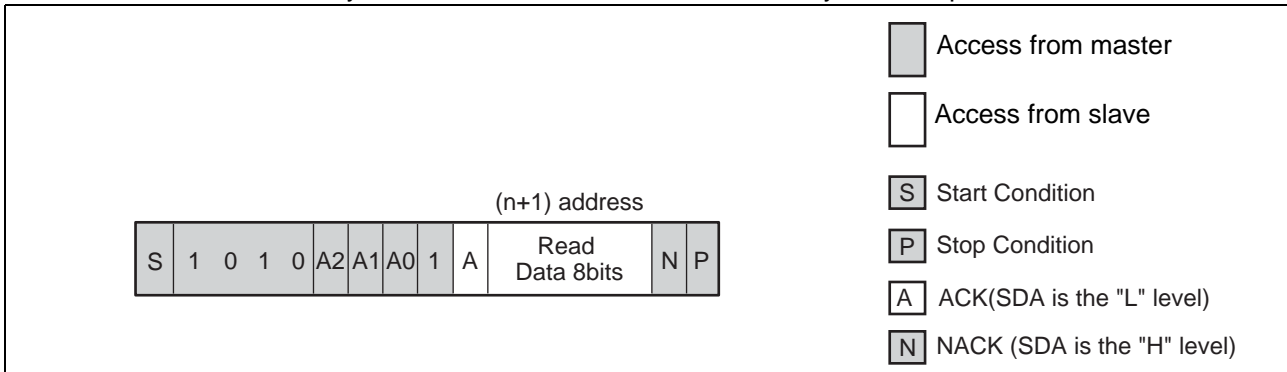 Access from master
Access from slave
(n+1) address
S 1 0 1 0 A2 A1 A0 1 A Read Data 8bits N P
S Start Condition
P Stop Condition
A ACK(SDA is the "L" level)
N NACK (SDA is the "H" level)